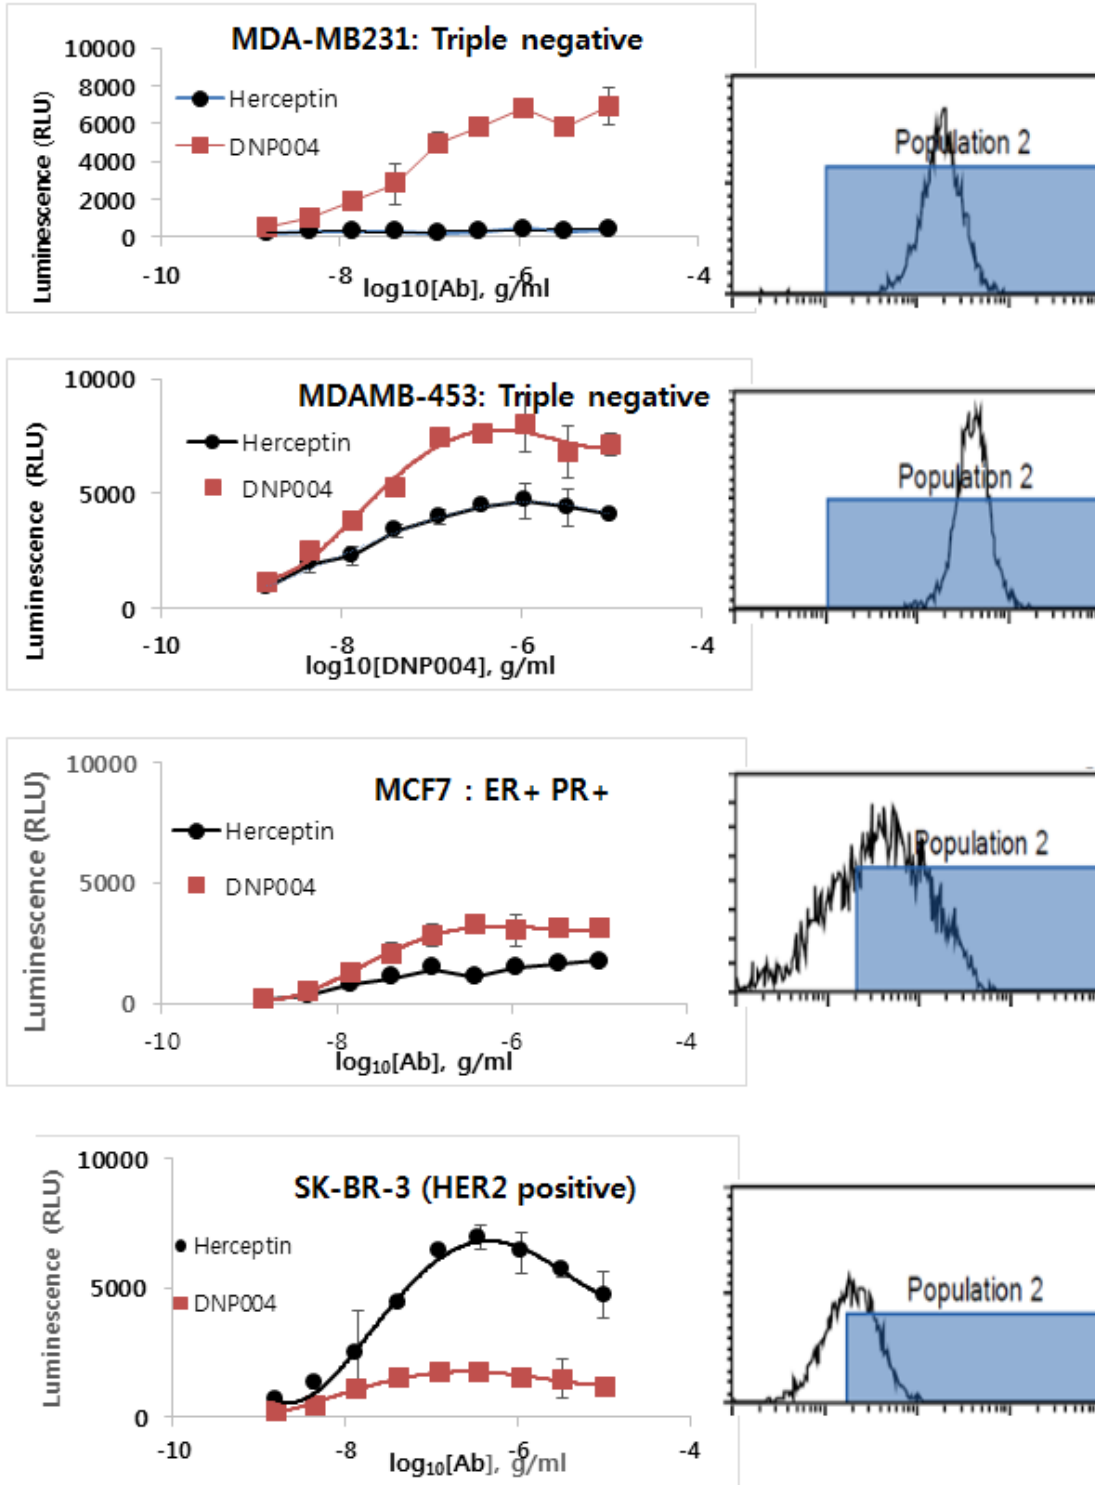 MDA-MB231: Triple negative
10000
8000
6000
4000
2000
0
Luminescence (RLU)
Herceptin
DNP004
-10
-8
-6
-4
log10[Ab], g/ml
Population 2
MDAMB-453: Triple negative
10000
5000
0
Luminescence (RLU)
Herceptin
DNP004
-10
-8
-6
-4
log10[DNP004], g/ml
Population 2
MCF7 : ER+ PR+
10000
5000
0
Luminescence (RLU)
Herceptin
DNP004
-10
-8
-6
-4
log₁₀[Ab], g/ml
Population 2
SK-BR-3 (HER2 positive)
10000
5000
0
Luminescence (RLU)
Herceptin
DNP004
-10
-8
-6
-4
log₁₀[Ab], g/ml
Population 2